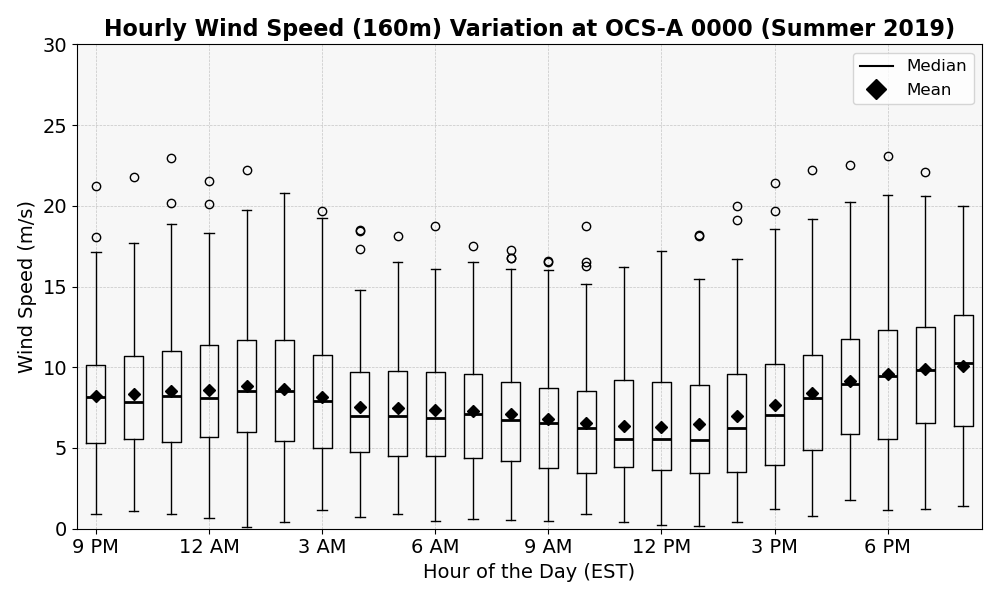 Hourly Wind Speed (160m) Variation at OCS-A 0000 (Summer 2019)
Median
Mean
Wind Speed (m/s)
30
25
20
15
10
5
0
9 PM 12 AM 3 AM 6 AM 9 AM 12 PM 3 PM 6 PM
Hour of the Day (EST)